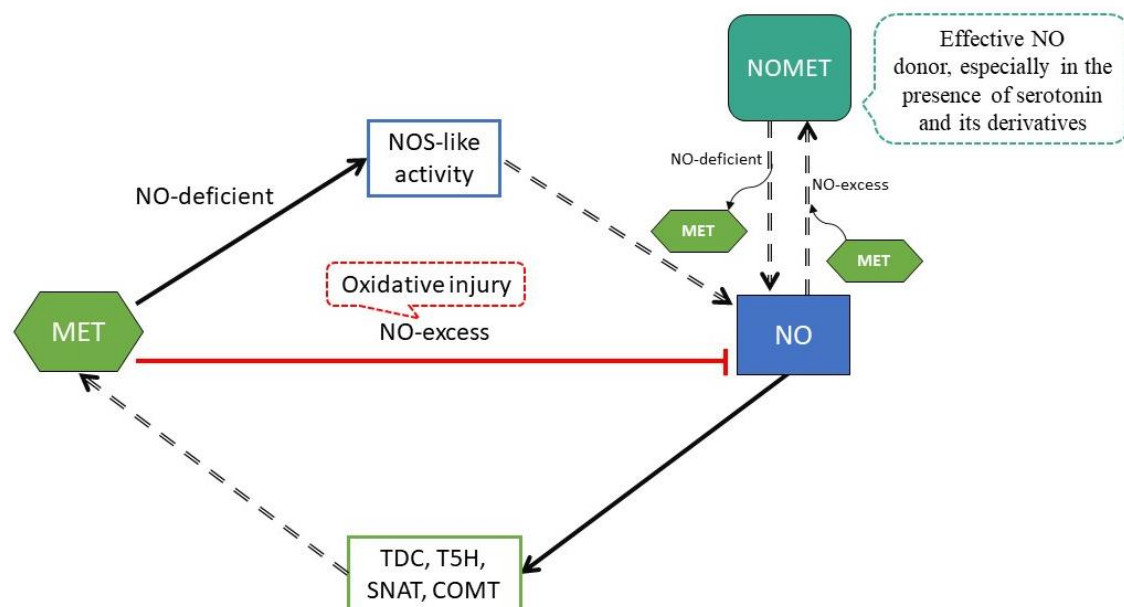 NOMET
Effective NO
donor, especially in the
presence of serotonin
and its derivatives
NOS-like
activity
NO-deficient
NO-deficient
NO-excess
MET
MET
Oxidative injury
NO-excess
MET
NO
TDC, T5H,
SNAT, COMT